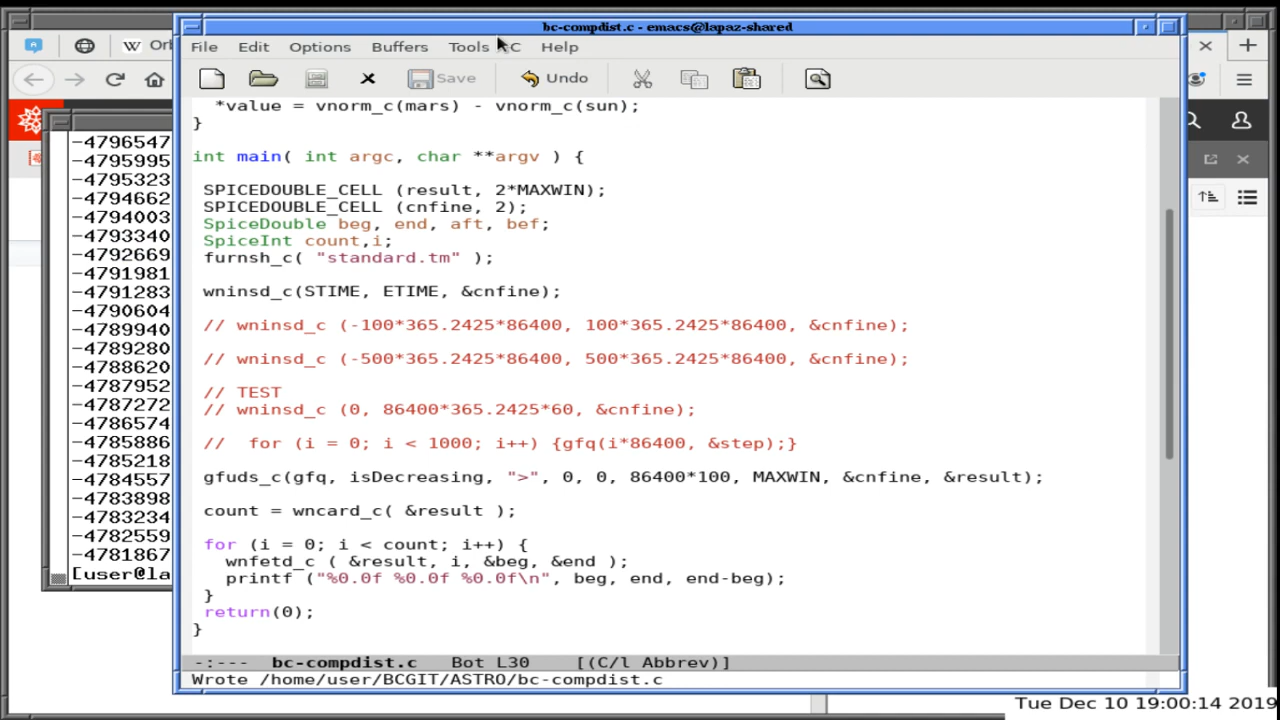 bc-compdist.c - emacs@lapaz-shared
W Orb
File Edit Options Buffers Tools C Help
Save Undo
*value = vnorm_c(mars) - vnorm_c(sun);
}
int main( int argc, char **argv ) {
SPICEDOUBLE_CELL (result, 2*MAXWIN);
SPICEDOUBLE_CELL (cnfine, 2);
SpiceDouble beg, end, aft, bef;
SpiceInt count,i;
furnsh_c( "standard.tm" );
wninsd_c(STIME, ETIME, &cnfine);
// wninsd_c (-100*365.2425*86400, 100*365.2425*86400, &cnfine);
// wninsd_c (-500*365.2425*86400, 500*365.2425*86400, &cnfine);
// TEST
// wninsd_c (0, 86400*365.2425*60, &cnfine);
//  for (i = 0; i < 1000; i++) {gfq(i*86400, &step);}
gfuds_c(gfq, isDecreasing, ">", 0, 0, 86400*100, MAXWIN, &cnfine, &result);
count = wncard_c( &result );
for (i = 0; i < count; i++) {
wnfetd_c ( &result, i, &beg, &end );
printf ("%0.0f %0.0f %0.0f\n", beg, end, end-beg);
}
return(0);
}
-:--- bc-compdist.c Bot L30 [(C/l Abbrev)]
Wrote /home/user/BCGIT/ASTRO/bc-compdist.c
-4796547
-4795995
-4795323
-4794662
-4794003
-4793340
-4792669
-4791981
-4791283
-4790604
-4789940
-4789280
-4788620
-4787952
-4787272
-4786574
-4785886
-4785218
-4784557
-4783898
-4783234
-4782559
-4781867
[user@la
Tue Dec 10 19:00:14 2019